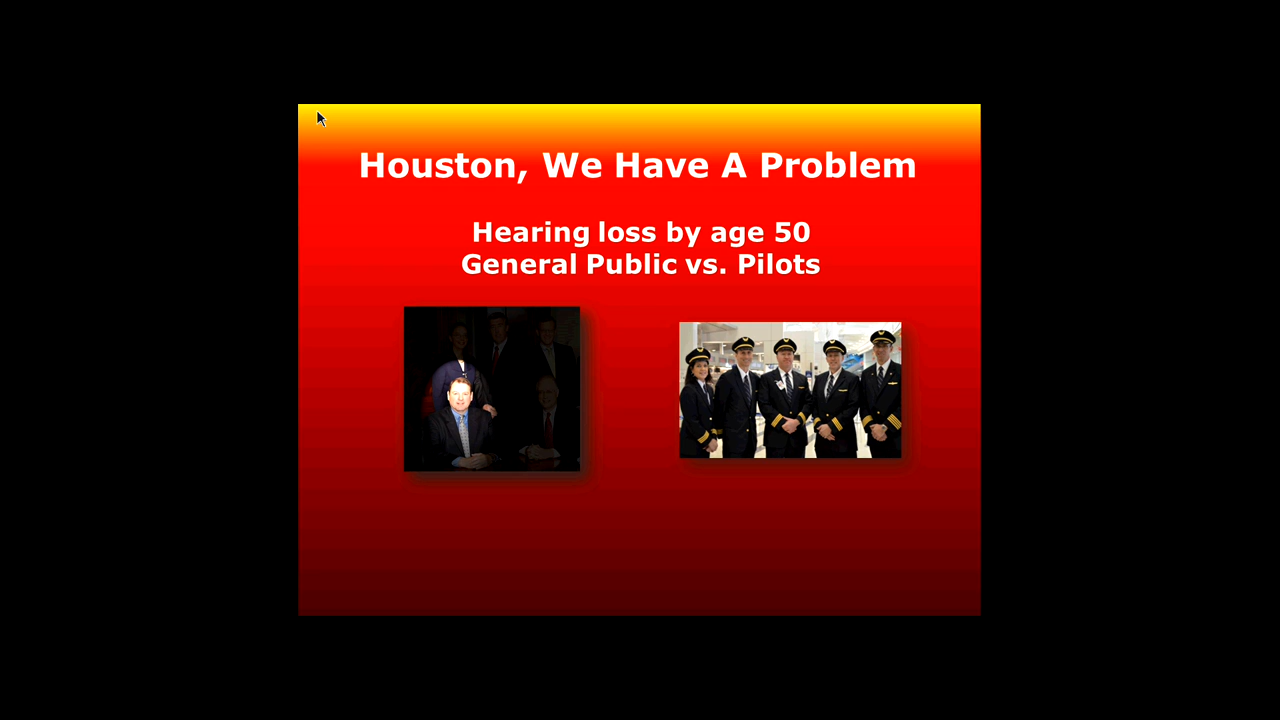 Houston, We Have A Problem
Hearing loss by age 50
General Public vs. Pilots